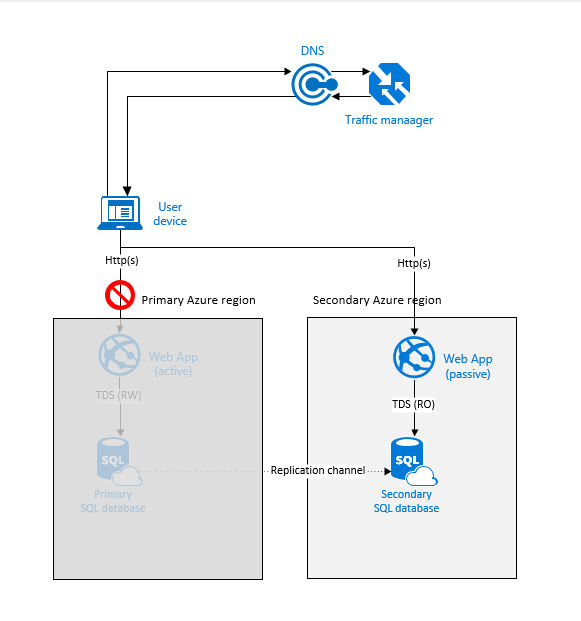 DNS
Traffic manaager
User
device
Http(s)
Http(s)
Primary Azure region
Secondary Azure region
Web App
(active)
Web App
(passive)
TDS (RW)
TDS (RO)
SQL
SQL
Replication channel
Primary
SQL database
Secondary
SQL database